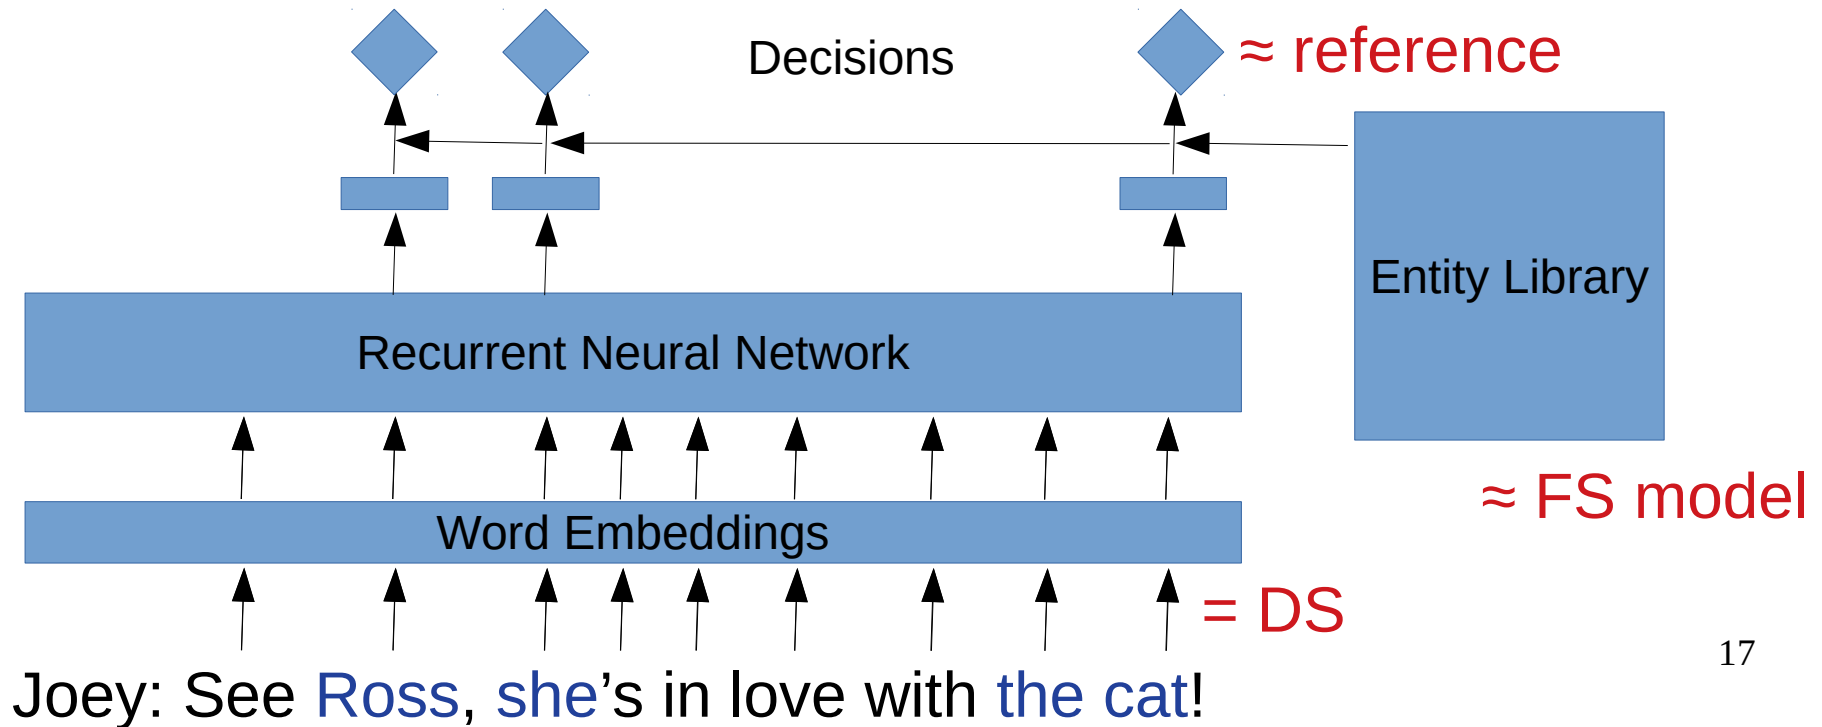 Decisions
≈ reference
Entity Library
Recurrent Neural Network
≈ FS model
Word Embeddings
= DS
17
Joey: See Ross, she’s in love with the cat!